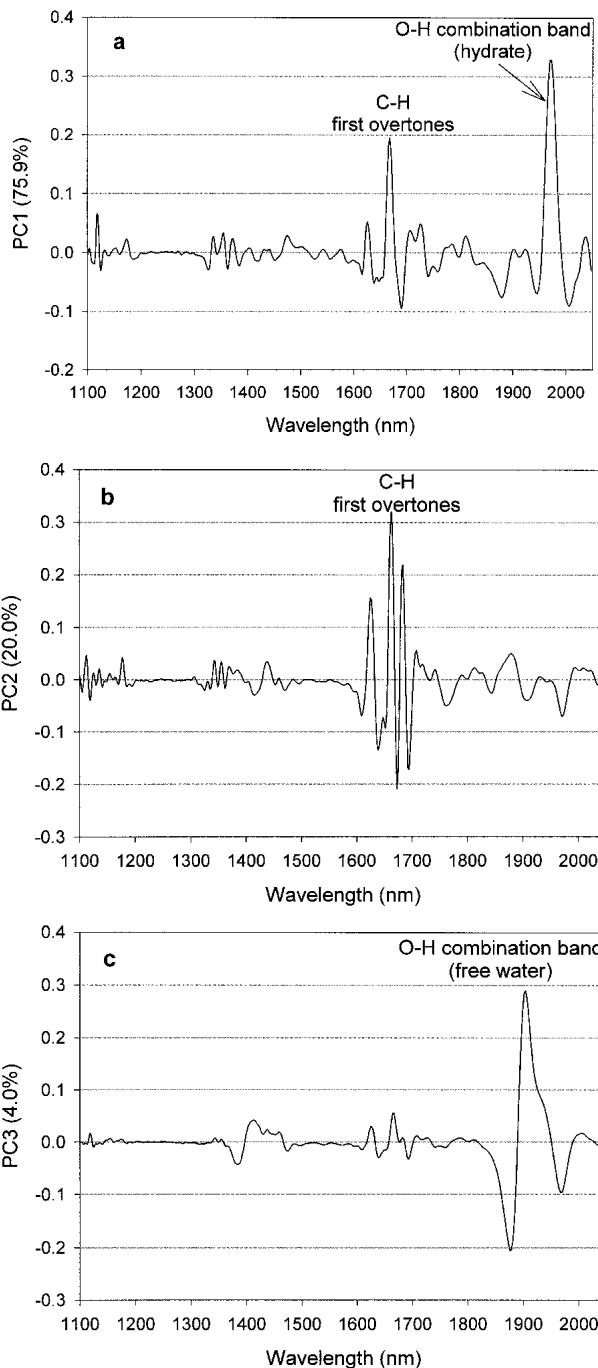 a
O-H combination band
(hydrate)
C-H
first overtones
0.4
0.3
0.2
0.1
0.0
-0.1
-0.2
PC1 (75.9%)
1100 1200 1300 1400 1500 1600 1700 1800 1900 2000
Wavelength (nm)
b
C-H
first overtones
0.4
0.3
0.2
0.1
0.0
-0.1
-0.2
-0.3
PC2 (20.0%)
1100 1200 1300 1400 1500 1600 1700 1800 1900 2000
Wavelength (nm)
c
O-H combination band
(free water)
0.4
0.3
0.2
0.1
0.0
-0.1
-0.2
-0.3
PC3 (4.0%)
1100 1200 1300 1400 1500 1600 1700 1800 1900 2000
Wavelength (nm)